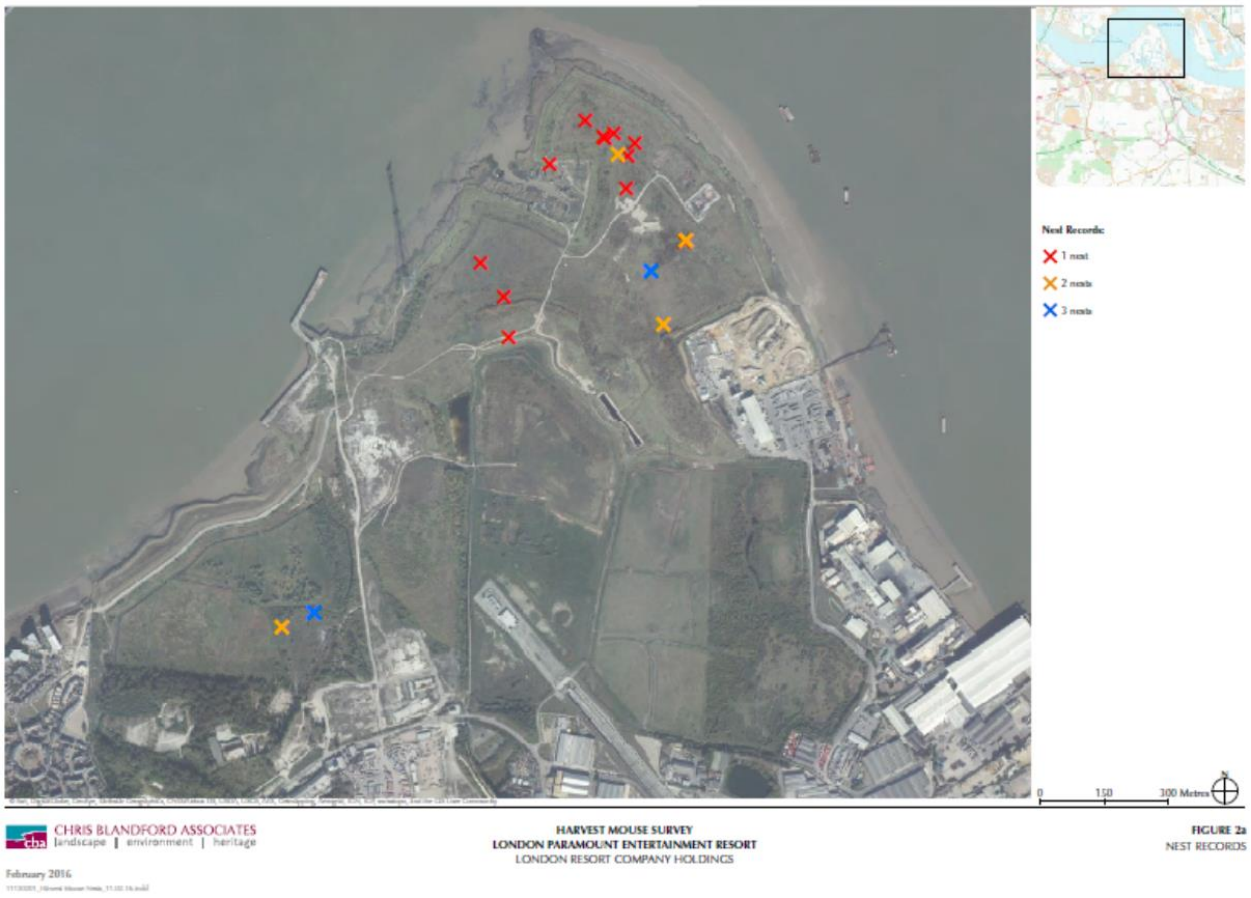 Nest Records:
1 nest
2 nests
3 nests
0 150 300 Metres
N
cba
CHRIS BLANDFORD ASSOCIATES
landscape | environment | heritage
February 2016
HARVEST MOUSE SURVEY
LONDON PARAMOUNT ENTERTAINMENT RESORT
LONDON RESORT COMPANY HOLDINGS
FIGURE 2a
NEST RECORDS